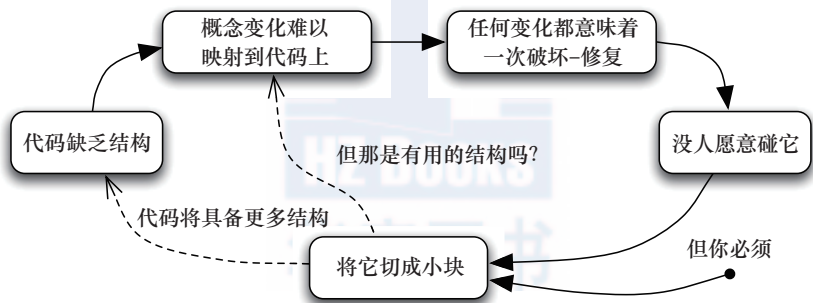 概念变化难以
映射到代码上
任何变化都意味着
一次破坏-修复
代码缺乏结构
没人愿意碰它
但那是有用的结构吗?
代码将具备更多结构
将它切成小块
但你必须
HZ Books